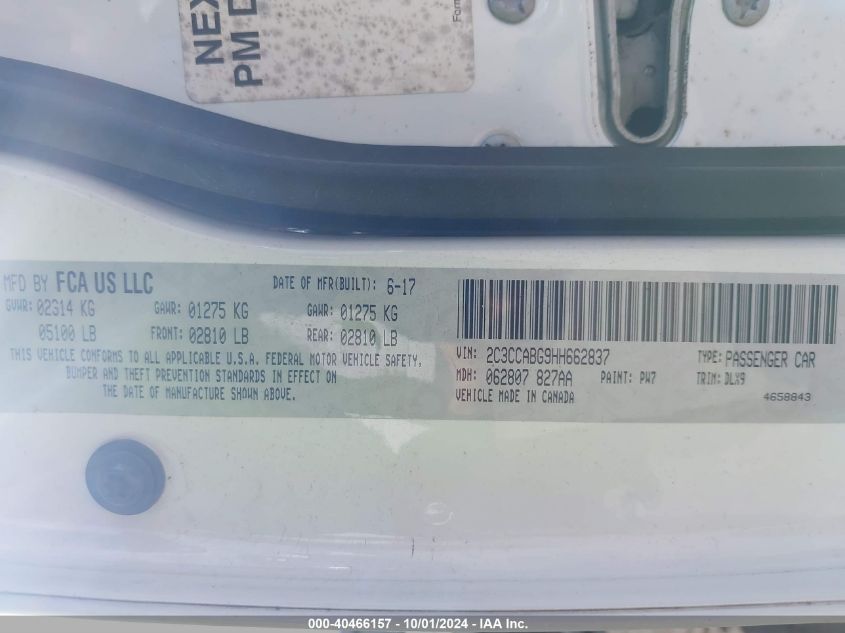 NEX
PM D
Form
MFD BY FCA US LLC
DATE OF MFR(BUILT): 6-17
GVWR: 02314 KG
GAWR: 01275 KG
GAWR: 01275 KG
05100 LB
FRONT: 02810 LB
REAR: 02810 LB
THIS VEHICLE CONFORMS TO ALL APPLICABLE U.S.A. FEDERAL MOTOR VEHICLE SAFETY,
BUMPER AND THEFT PREVENTION STANDARDS IN EFFECT ON
THE DATE OF MANUFACTURE SHOWN ABOVE.
VIN: 2C3CCABG9HH662837
TYPE: PASSENGER CAR
MDH: 062807 827AA
PAINT: PW7
TRIM: DLX9
VEHICLE MADE IN CANADA
4658843
000-40466157 - 10/01/2024 - IAA Inc.